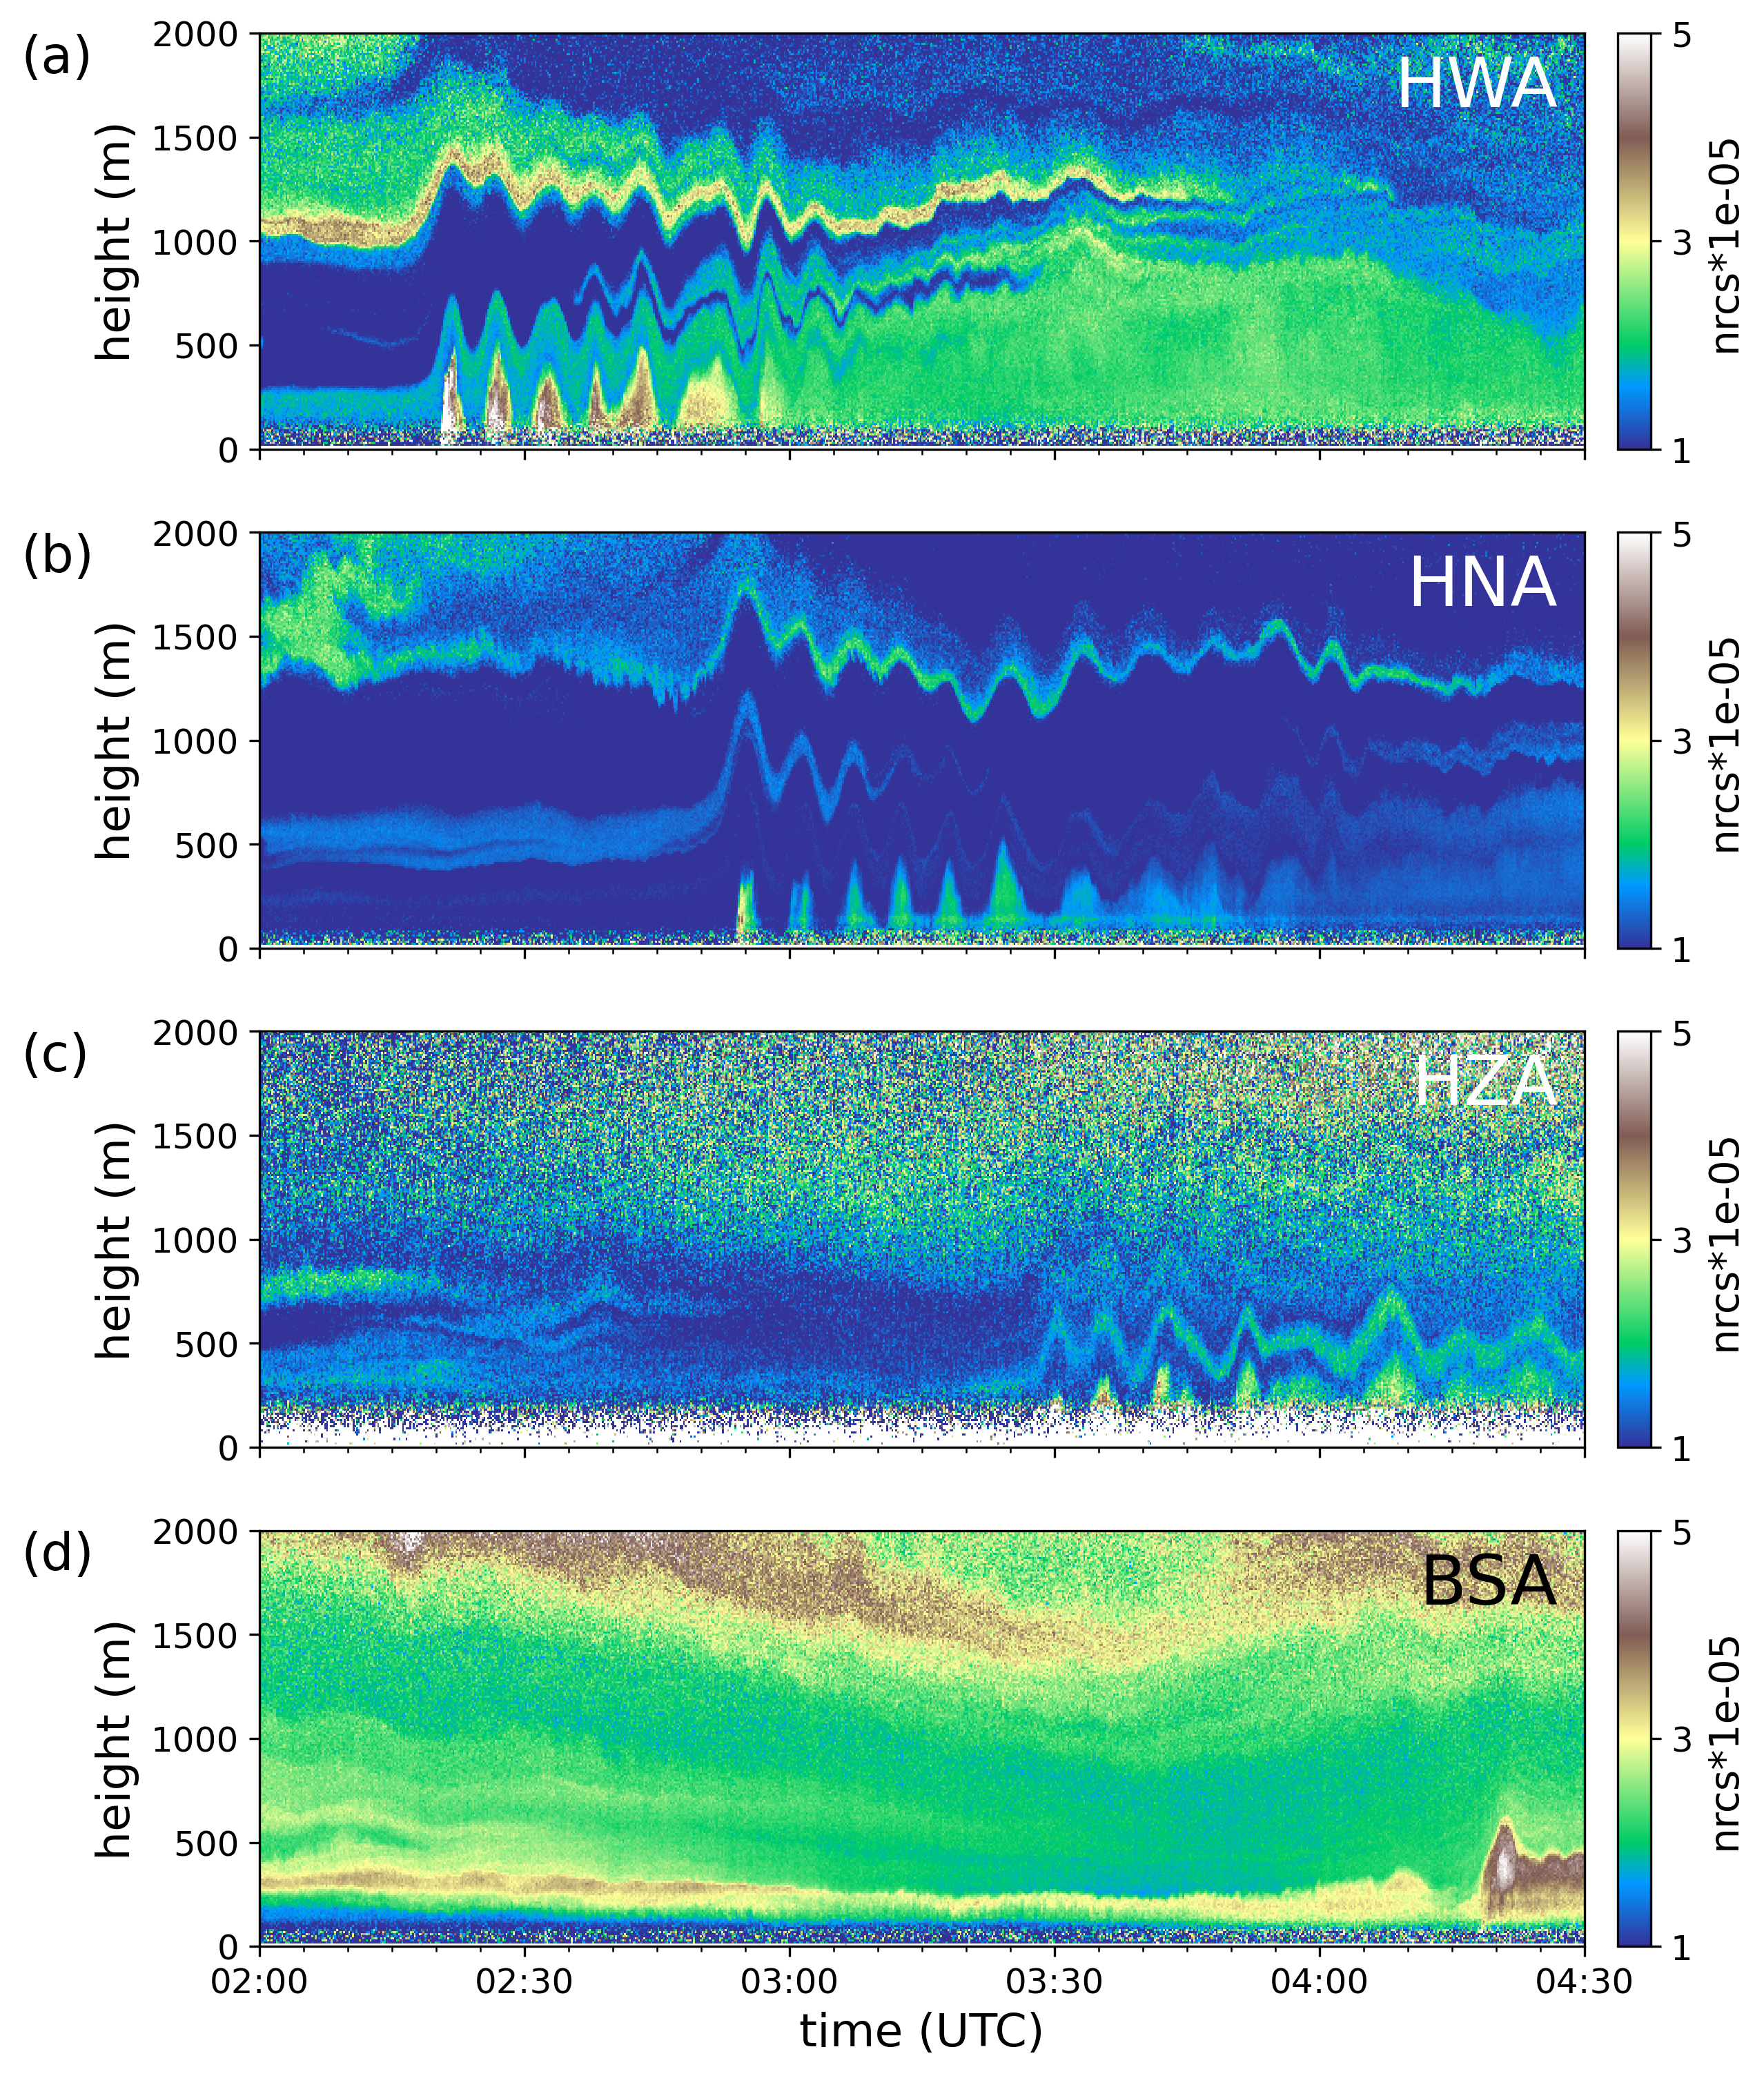 (a)
HWA
height (m)
2000
1500
1000
500
0
5
3
1
nrcs*1e-05
(b)
HNA
height (m)
2000
1500
1000
500
0
5
3
1
nrcs*1e-05
(c)
HZA
height (m)
2000
1500
1000
500
0
5
3
1
nrcs*1e-05
(d)
BSA
height (m)
2000
1500
1000
500
0
5
3
1
nrcs*1e-05
02:00 02:30 03:00 03:30 04:00 04:30
time (UTC)